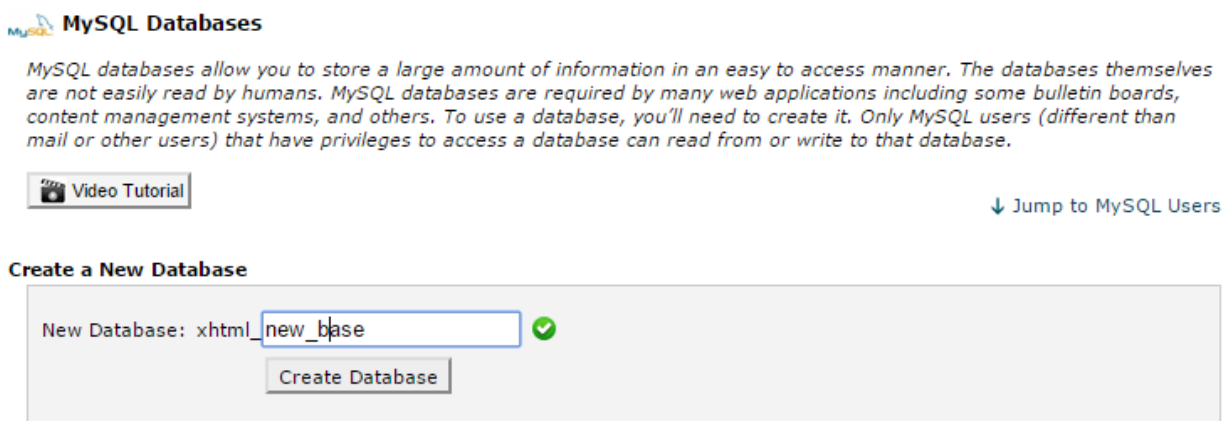 MySQL MySQL Databases
MySQL databases allow you to store a large amount of information in an easy to access manner. The databases themselves
are not easily read by humans. MySQL databases are required by many web applications including some bulletin boards,
content management systems, and others. To use a database, you'll need to create it. Only MySQL users (different than
mail or other users) that have privileges to access a database can read from or write to that database.
Video Tutorial
Jump to MySQL Users
Create a New Database
New Database: xhtml_new_base
Create Database